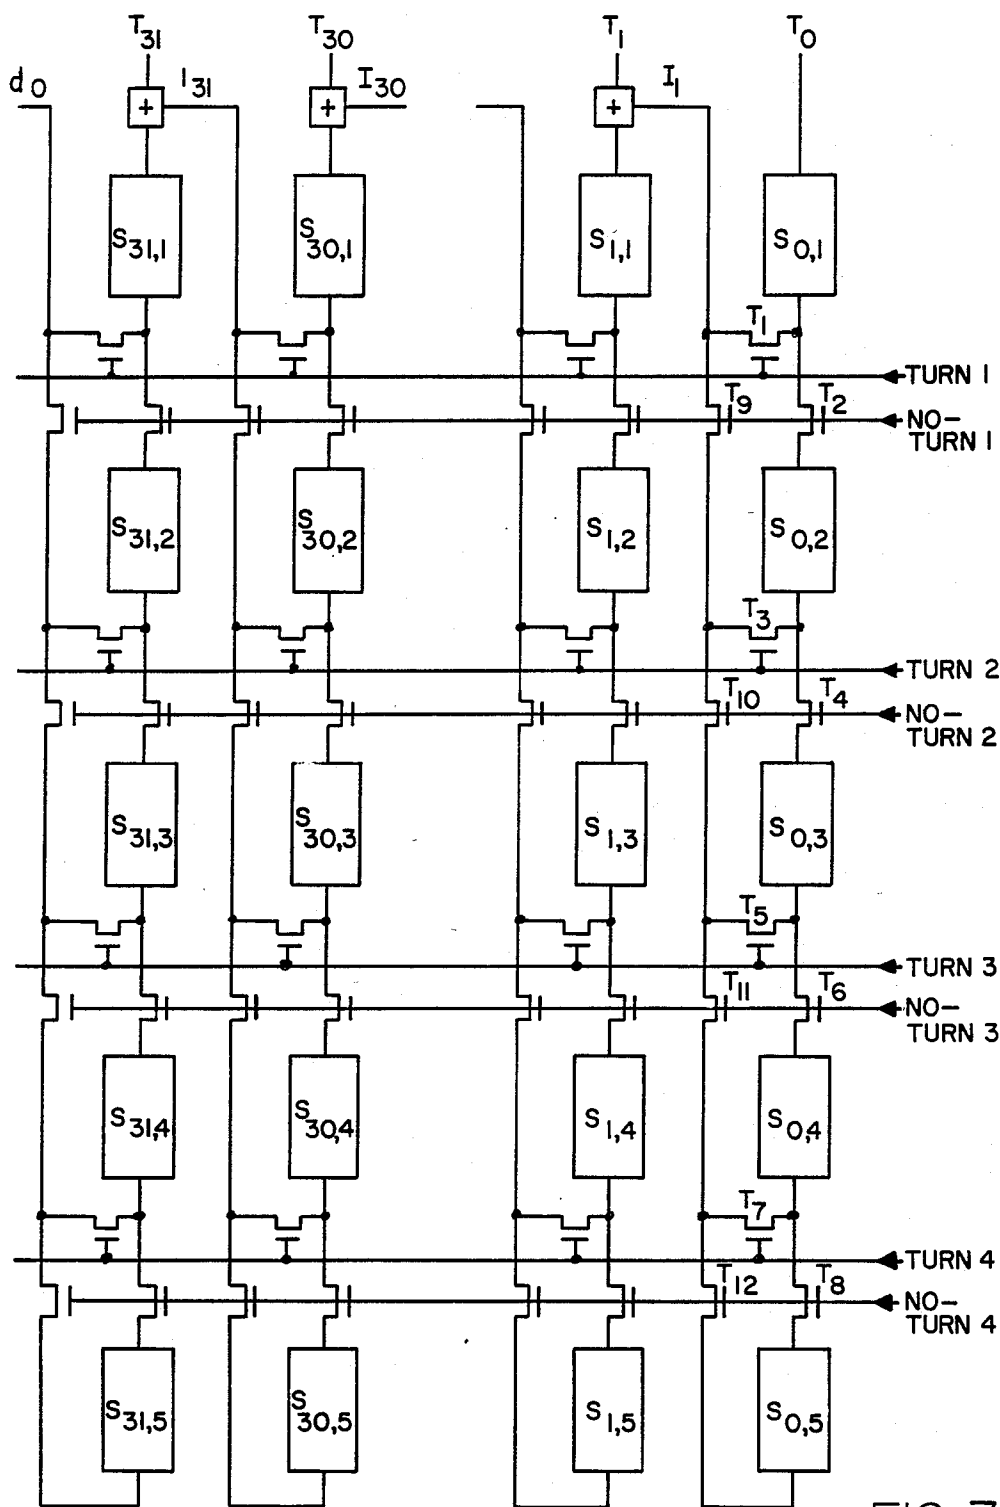 T31 T30 T1 T0
d0 I31 I30 I1
+ + +
S31,1 S30,1 S1,1 S0,1
T1
TURN 1
T9 T2 NO-
TURN 1
S31,2 S30,2 S1,2 S0,2
T3
TURN 2
T10 T4 NO-
TURN 2
S31,3 S30,3 S1,3 S0,3
T5
TURN 3
T11 T6 NO-
TURN 3
S31,4 S30,4 S1,4 S0,4
T7
TURN 4
T12 T8 NO-
TURN 4
S31,5 S30,5 S1,5 S0,5